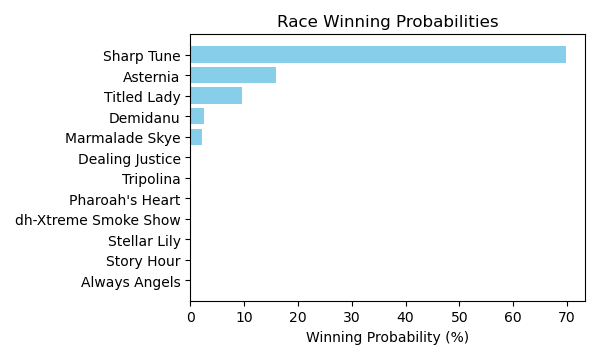 Race Winning Probabilities
Sharp Tune
Asternia
Titled Lady
Demidanu
Marmalade Skye
Dealing Justice
Tripolina
Pharoah's Heart
dh-Xtreme Smoke Show
Stellar Lily
Story Hour
Always Angels
0 10 20 30 40 50 60 70
Winning Probability (%)